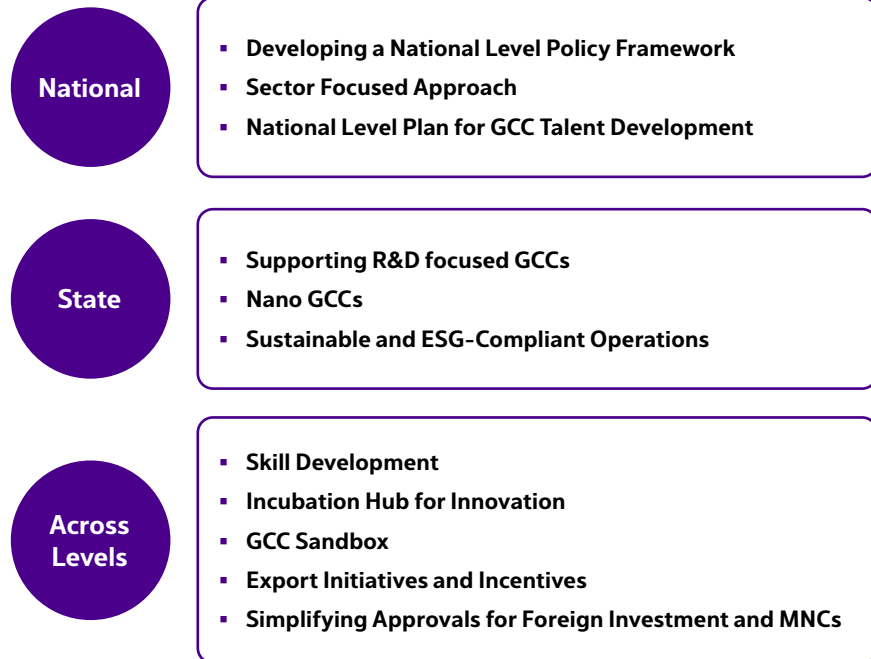 National
▪ Developing a National Level Policy Framework
▪ Sector Focused Approach
▪ National Level Plan for GCC Talent Development
State
▪ Supporting R&D focused GCCs
▪ Nano GCCs
▪ Sustainable and ESG-Compliant Operations
Across
Levels
▪ Skill Development
▪ Incubation Hub for Innovation
▪ GCC Sandbox
▪ Export Initiatives and Incentives
▪ Simplifying Approvals for Foreign Investment and MNCs